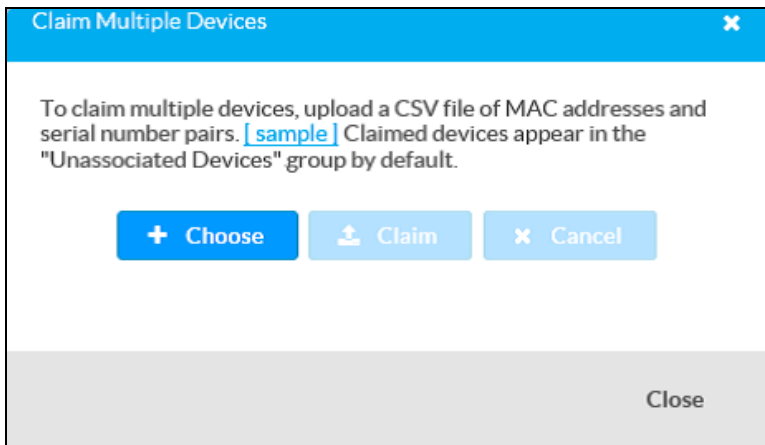 Claim Multiple Devices
To claim multiple devices, upload a CSV file of MAC addresses and
serial number pairs. [ sample ] Claimed devices appear in the
"Unassociated Devices" group by default.
Choose Claim Cancel
Close